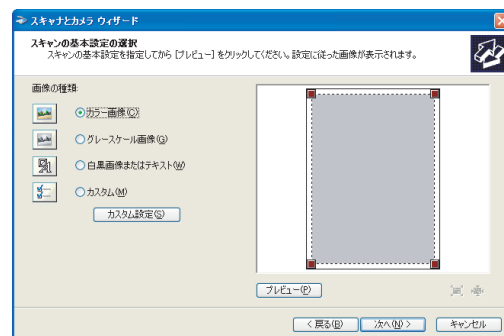 スキャナとカメラ ウィザード
スキャンの基本設定の選択
スキャンの基本設定を指定してから [プレビュー] をクリックしてください。設定に従った画像が表示されます。
画像の種類:
カラー画像(C)
グレースケール画像(G)
白黒画像またはテキスト(W)
カスタム(M)
カスタム設定(S)
プレビュー(P)
< 戻る(B)
次へ(N) >
キャンセル